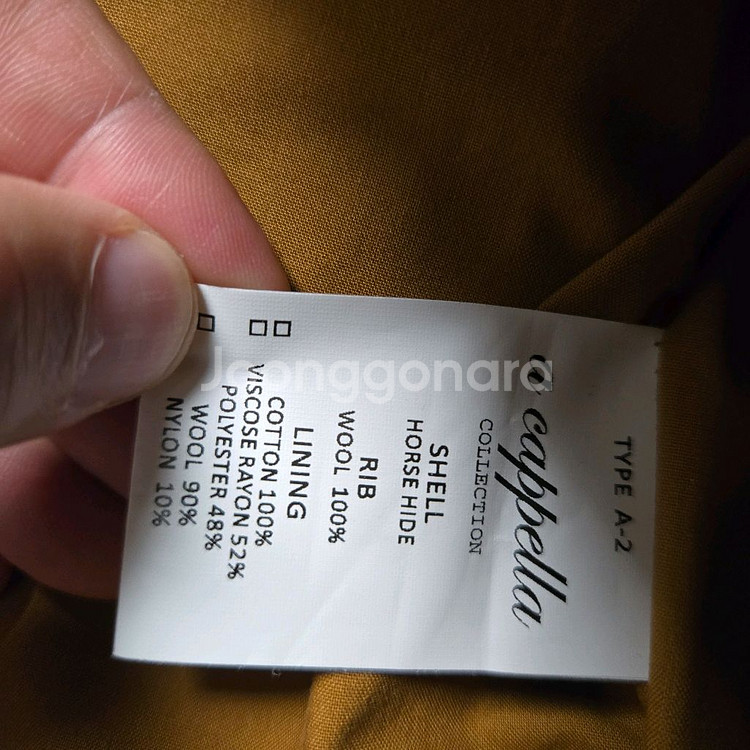 TYPE A-2
a cappella
COLLECTION
SHELL
HORSE HIDE
RIB
WOOL 100%
LINING
□ COTTON 100%
□ VISCOSE RAYON 52%
POLYESTER 48%
□ WOOL 90%
NYLON 10%
Joonggonara